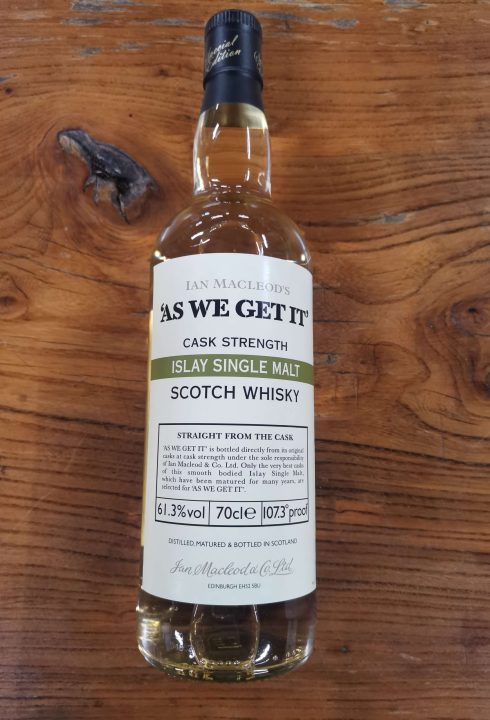 Special
Edition
IAN MACLEOD'S
'AS WE GET IT'
CASK STRENGTH
ISLAY SINGLE MALT
SCOTCH WHISKY
STRAIGHT FROM THE CASK
'AS WE GET IT' is bottled directly from its original
casks at cask strength under the sole responsibility
of Ian Macleod & Co. Ltd. Only the very best casks
of this smooth bodied Islay Single Malt,
which have been matured for many years, are
selected for 'AS WE GET IT'.
61.3%vol 70cl℮ 107.3°proof
DISTILLED, MATURED & BOTTLED IN SCOTLAND
Ian Macleod & Co. Ltd.
EDINBURGH EH52 5BU